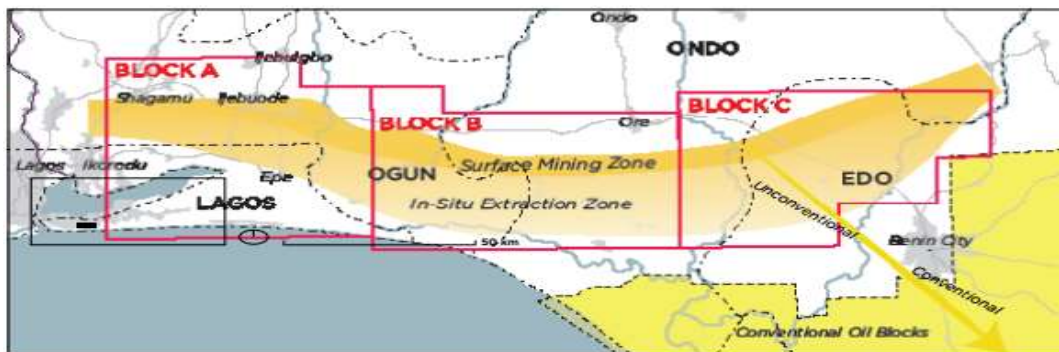 Ondo
ONDO
Ijebuigbo
BLOCK A
Shagamu Ijebuode
BLOCK C
BLOCK B
Ore
Surface Mining Zone
Lagos Ikorodu
Epe
OGUN
EDO
LAGOS
In-Situ Extraction Zone
Unconventional
50 km
Benin City
Conventional
Conventional Oil Blocks